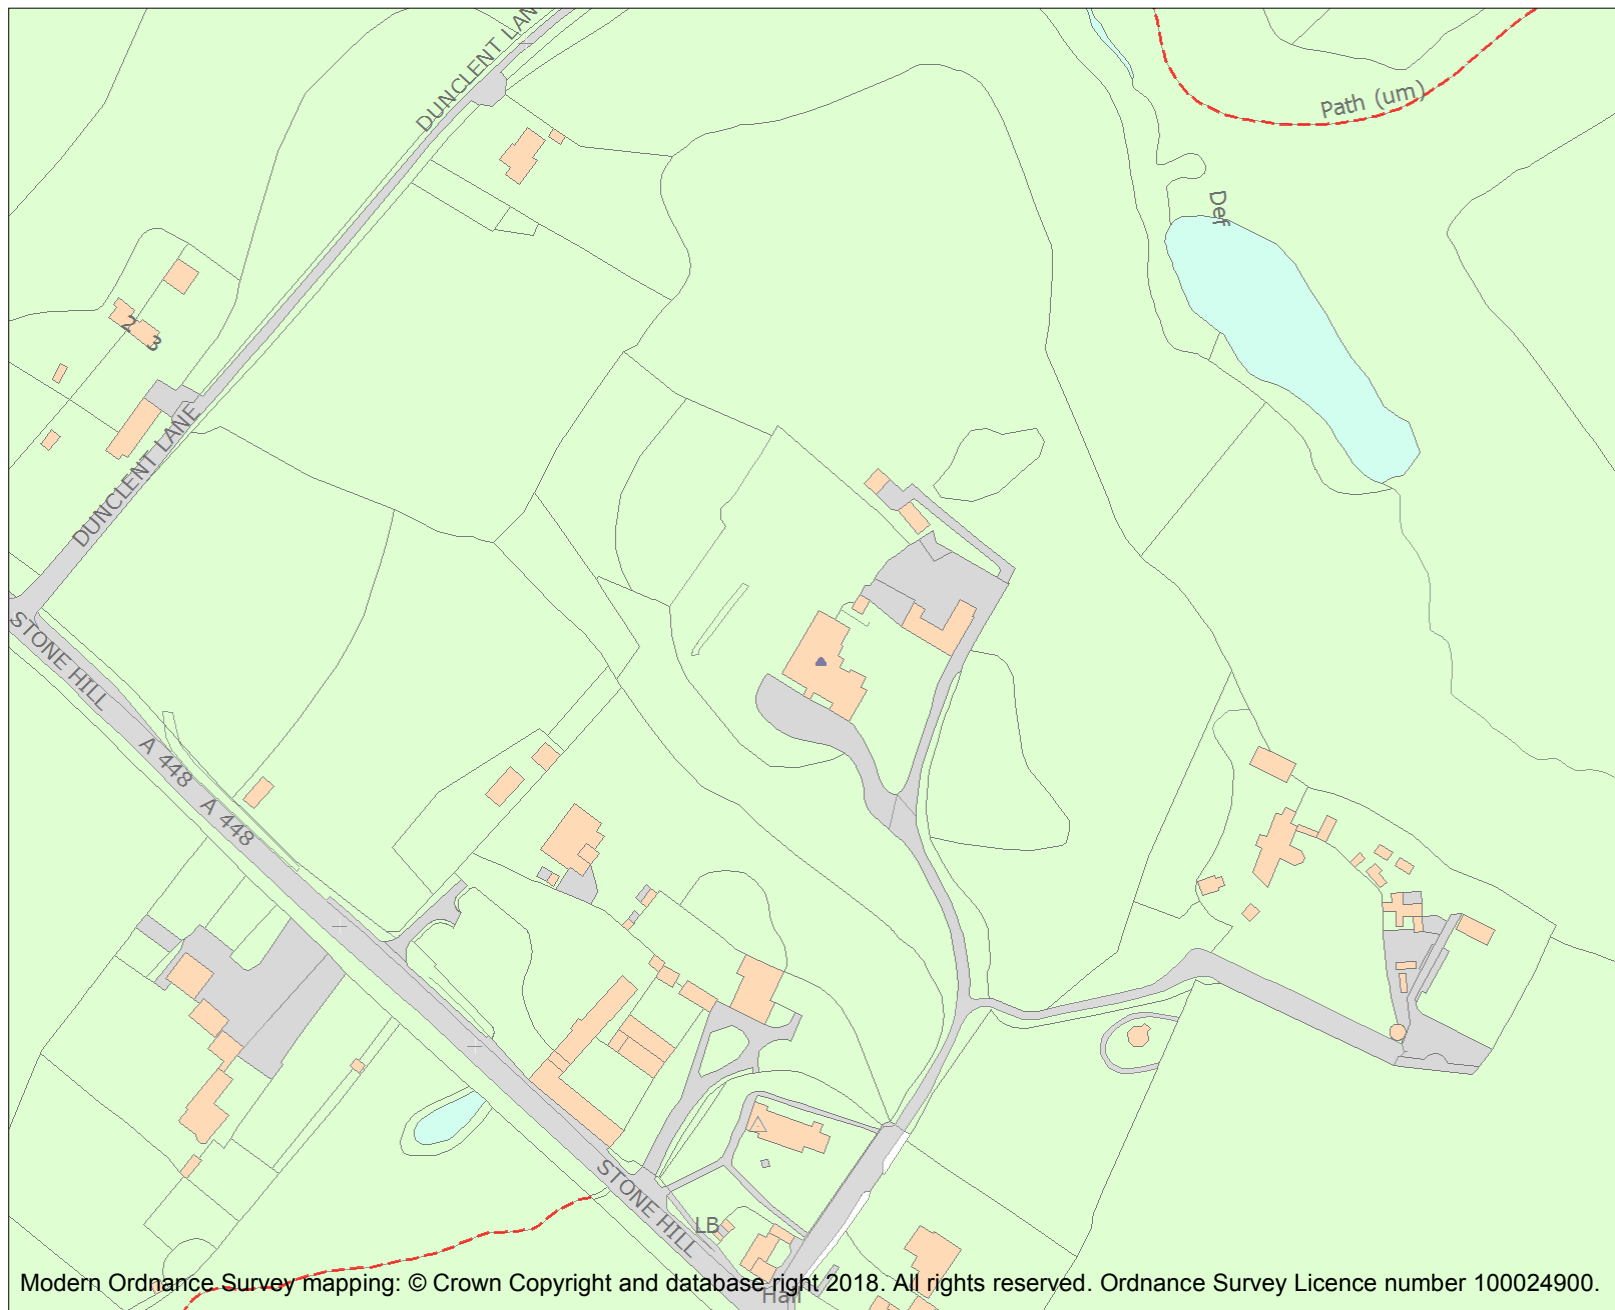 DUNCLENT LAN
Path (um)
Def
2
3
DUNCLENT LANE
STONE HILL
A 448
A 448
STONE HILL
LB
Hall
Modern Ordnance Survey mapping: © Crown Copyright and database right 2018. All rights reserved. Ordnance Survey Licence number 100024900.